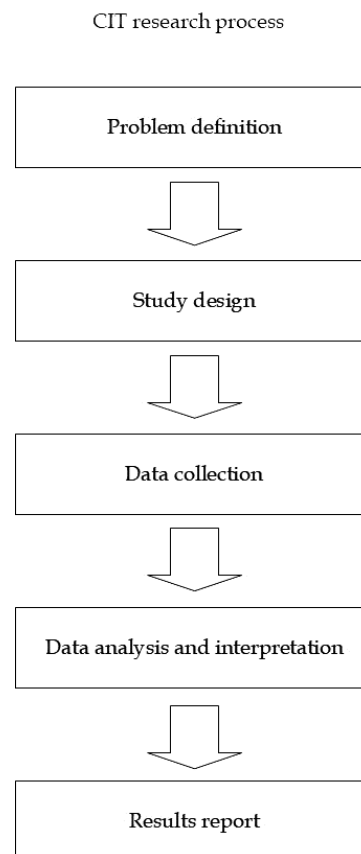 CIT research process
Problem definition
Study design
Data collection
Data analysis and interpretation
Results report